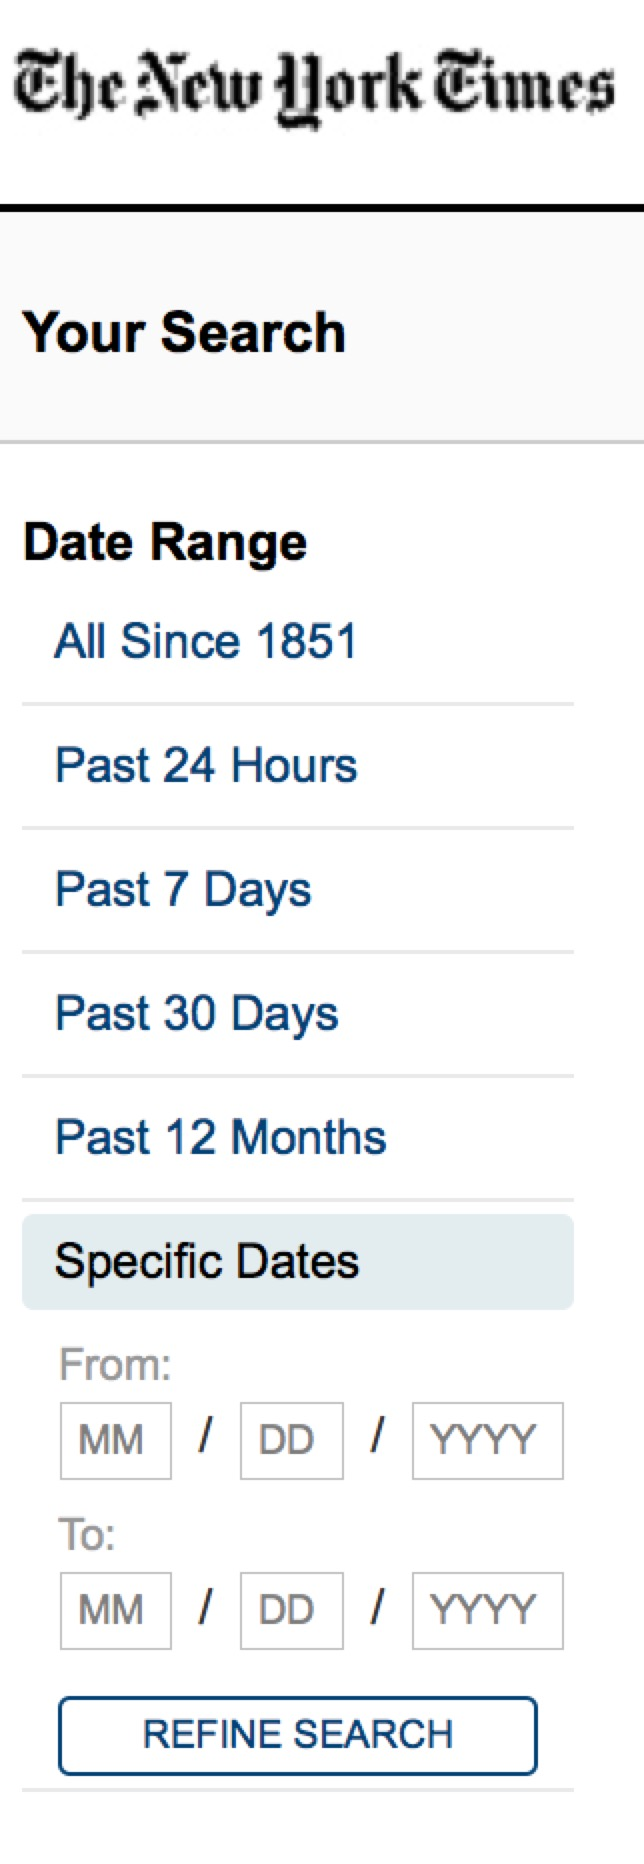 The New York Times
Your Search
Date Range
All Since 1851
Past 24 Hours
Past 7 Days
Past 30 Days
Past 12 Months
Specific Dates
From:
MM / DD / YYYY
To:
MM / DD / YYYY
REFINE SEARCH